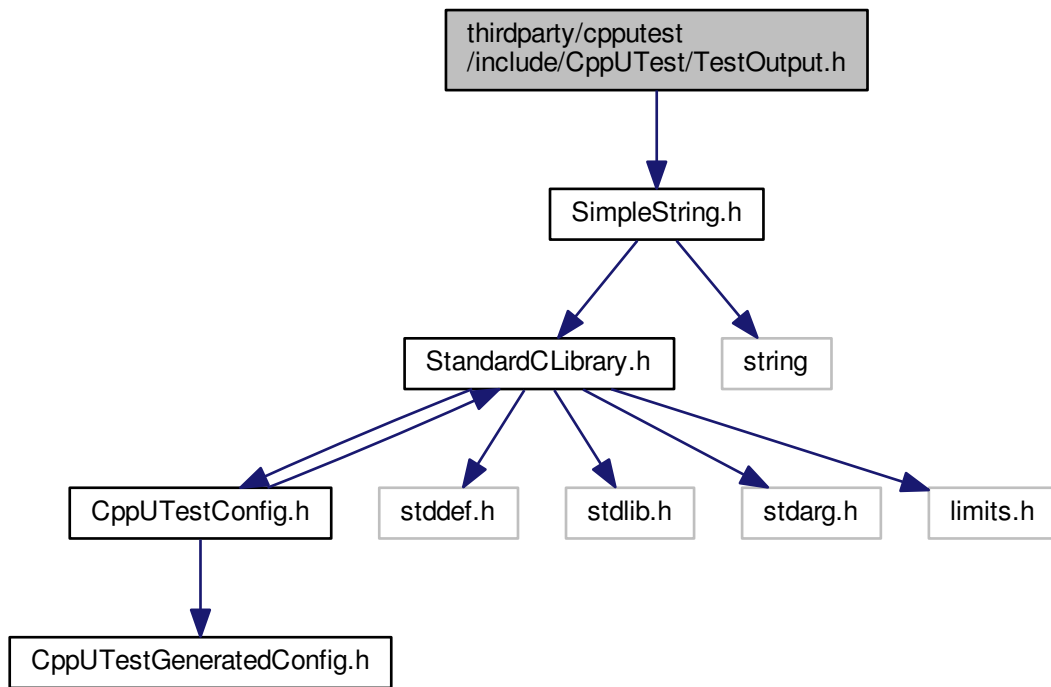 thirdparty/cpputest
/include/CppUTest/TestOutput.h
SimpleString.h
StandardCLibrary.h
string
CppUTestConfig.h
stddef.h
stdlib.h
stdarg.h
limits.h
CppUTestGeneratedConfig.h